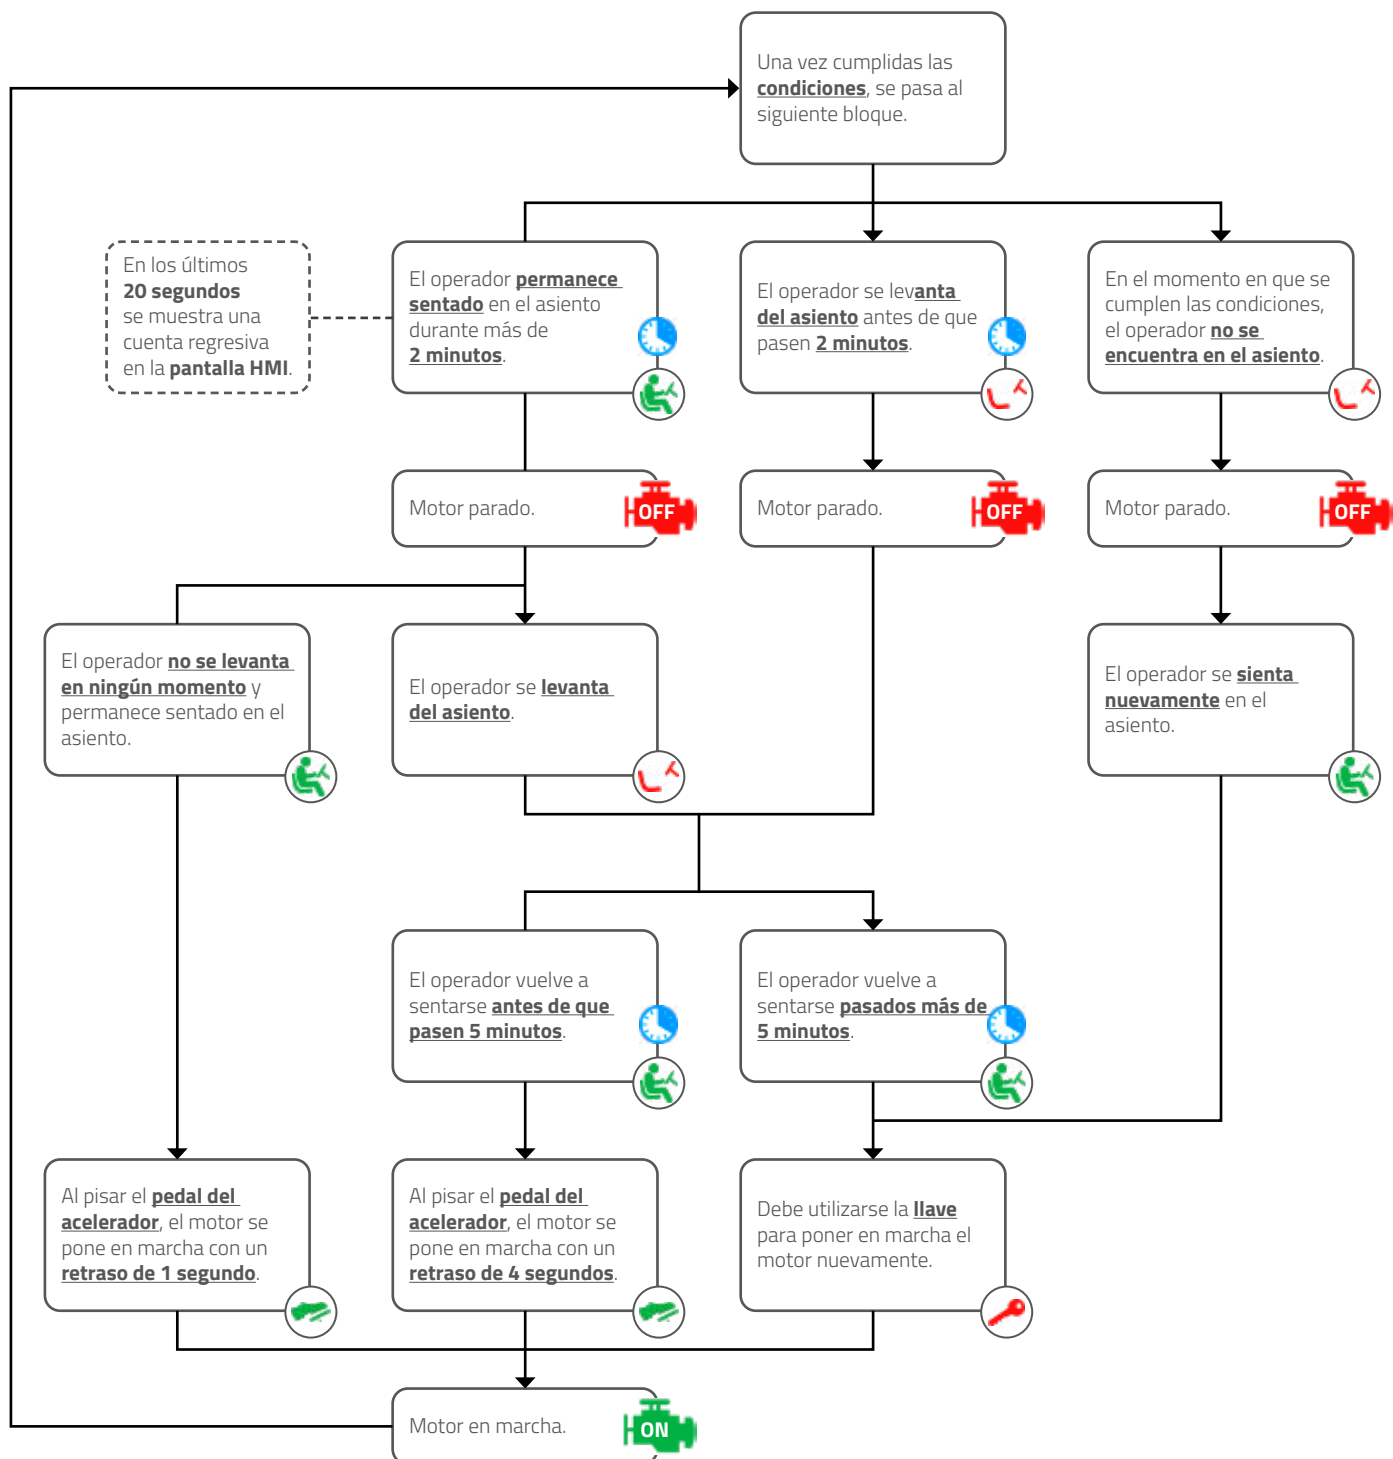 Una vez cumplidas las
condiciones, se pasa al
siguiente bloque.
En los últimos
20 segundos
se muestra una
cuenta regresiva
en la pantalla HMI.
El operador permanece
sentado en el asiento
durante más de
2 minutos.
El operador se levanta
del asiento antes de que
pasen 2 minutos.
En el momento en que se
cumplen las condiciones,
el operador no se
encuentra en el asiento.
Motor parado.
OFF
Motor parado.
OFF
Motor parado.
OFF
El operador no se levanta
en ningún momento y
permanece sentado en el
asiento.
El operador se levanta
del asiento.
El operador se sienta
nuevamente en el
asiento.
El operador vuelve a
sentarse antes de que
pasen 5 minutos.
El operador vuelve a
sentarse pasados más de
5 minutos.
Al pisar el pedal del
acelerador, el motor se
pone en marcha con un
retraso de 1 segundo.
Al pisar el pedal del
acelerador, el motor se
pone en marcha con un
retraso de 4 segundos.
Debe utilizarse la llave
para poner en marcha el
motor nuevamente.
Motor en marcha.
ON